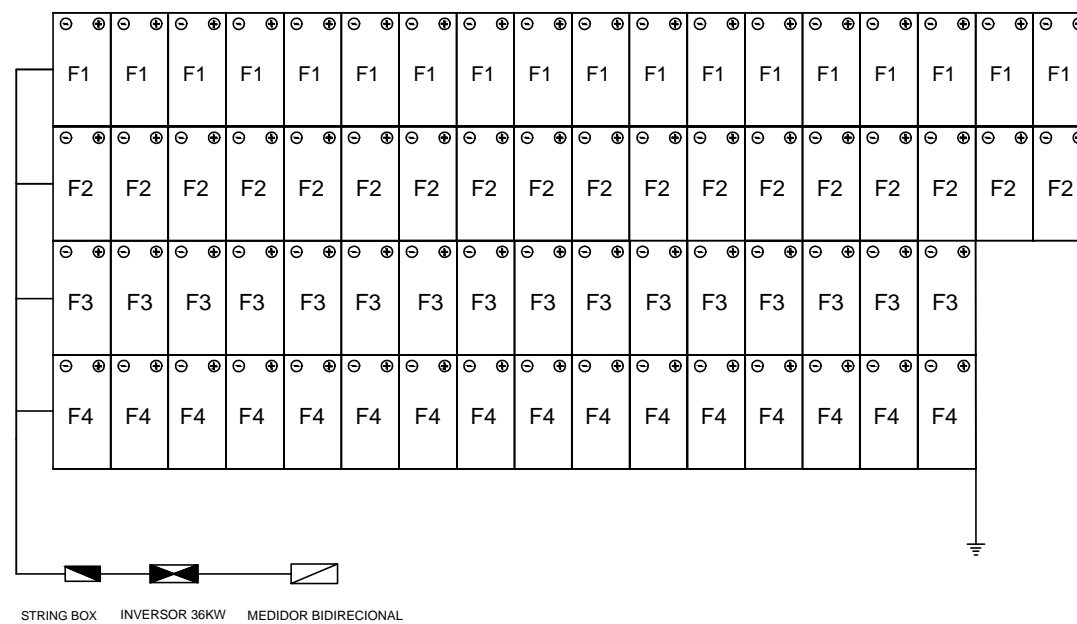 F1 F1 F1 F1 F1 F1 F1 F1 F1 F1 F1 F1 F1 F1 F1 F1 F1 F1
F2 F2 F2 F2 F2 F2 F2 F2 F2 F2 F2 F2 F2 F2 F2 F2 F2 F2
F3 F3 F3 F3 F3 F3 F3 F3 F3 F3 F3 F3 F3 F3 F3 F3
F4 F4 F4 F4 F4 F4 F4 F4 F4 F4 F4 F4 F4 F4 F4 F4
STRING BOX INVERSOR 36KW MEDIDOR BIDIRECIONAL